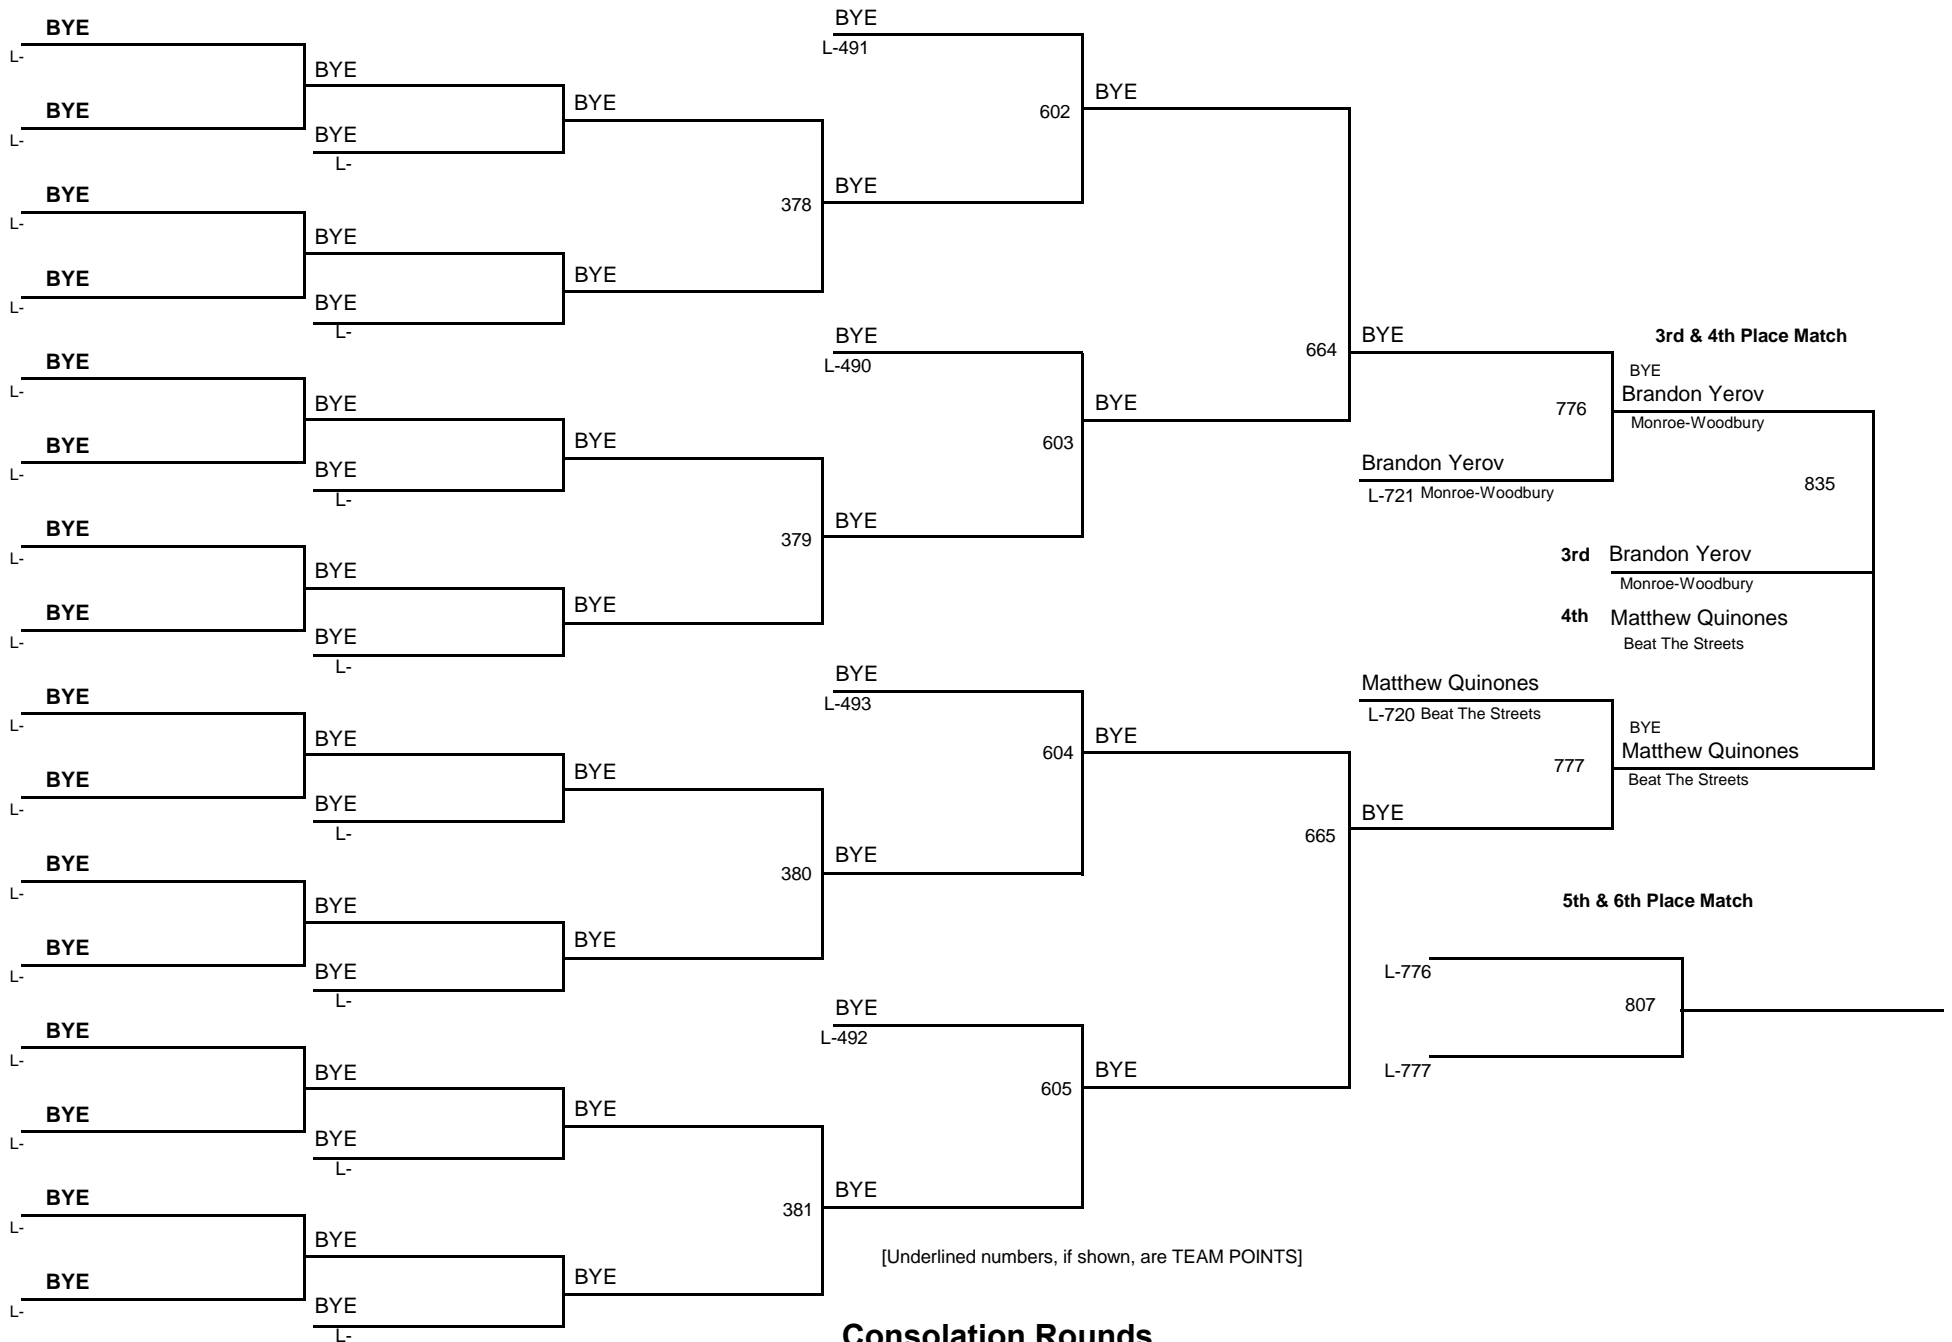 BYE
L-
BYE
L-
BYE
L-
BYE
L-
BYE
L-
BYE
L-
BYE
L-
BYE
L-
BYE
L-
BYE
L-
BYE
L-
BYE
L-
BYE
L-
BYE
L-
BYE
L-
BYE
L-
BYE
BYE
L-
BYE
BYE
L-
BYE
BYE
L-
BYE
BYE
L-
BYE
BYE
L-
BYE
BYE
L-
BYE
BYE
L-
BYE
BYE
L-
BYE
378
BYE
BYE
379
BYE
BYE
380
BYE
BYE
381
BYE
BYE
L-491
602
BYE
BYE
L-490
603
BYE
BYE
L-493
604
BYE
BYE
L-492
605
BYE
BYE
664
BYE
BYE
665
BYE
BYE
776
Brandon Yerov
L-721 Monroe-Woodbury
Matthew Quinones
L-720 Beat The Streets
777
BYE
3rd & 4th Place Match
BYE
Brandon Yerov
Monroe-Woodbury
835
3rd Brandon Yerov
Monroe-Woodbury
4th Matthew Quinones
Beat The Streets
BYE
Matthew Quinones
Beat The Streets
5th & 6th Place Match
L-776
807
L-777
[Underlined numbers, if shown, are TEAM POINTS]
Consolation Rounds